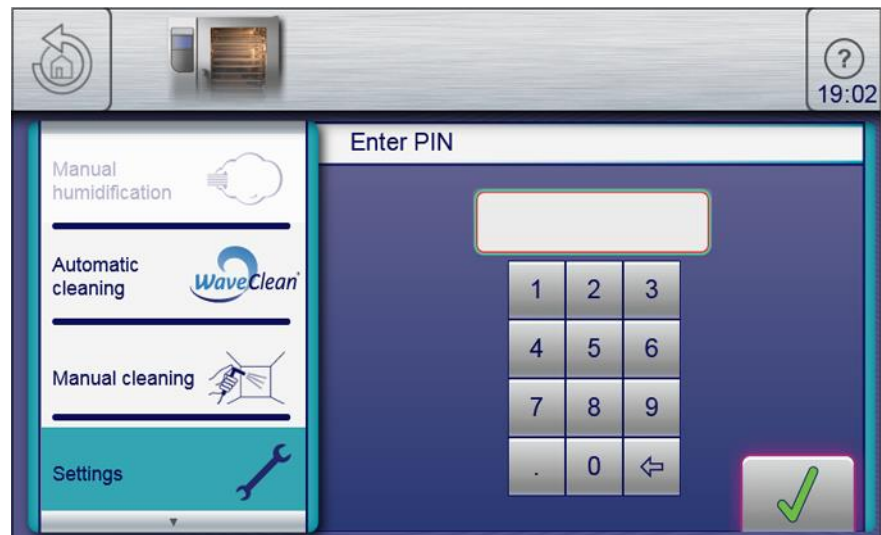 ?
19:02
Enter PIN
Manual
humidification
Automatic
cleaning
WaveClean®
Manual cleaning
Settings
1 2 3
4 5 6
7 8 9
. 0